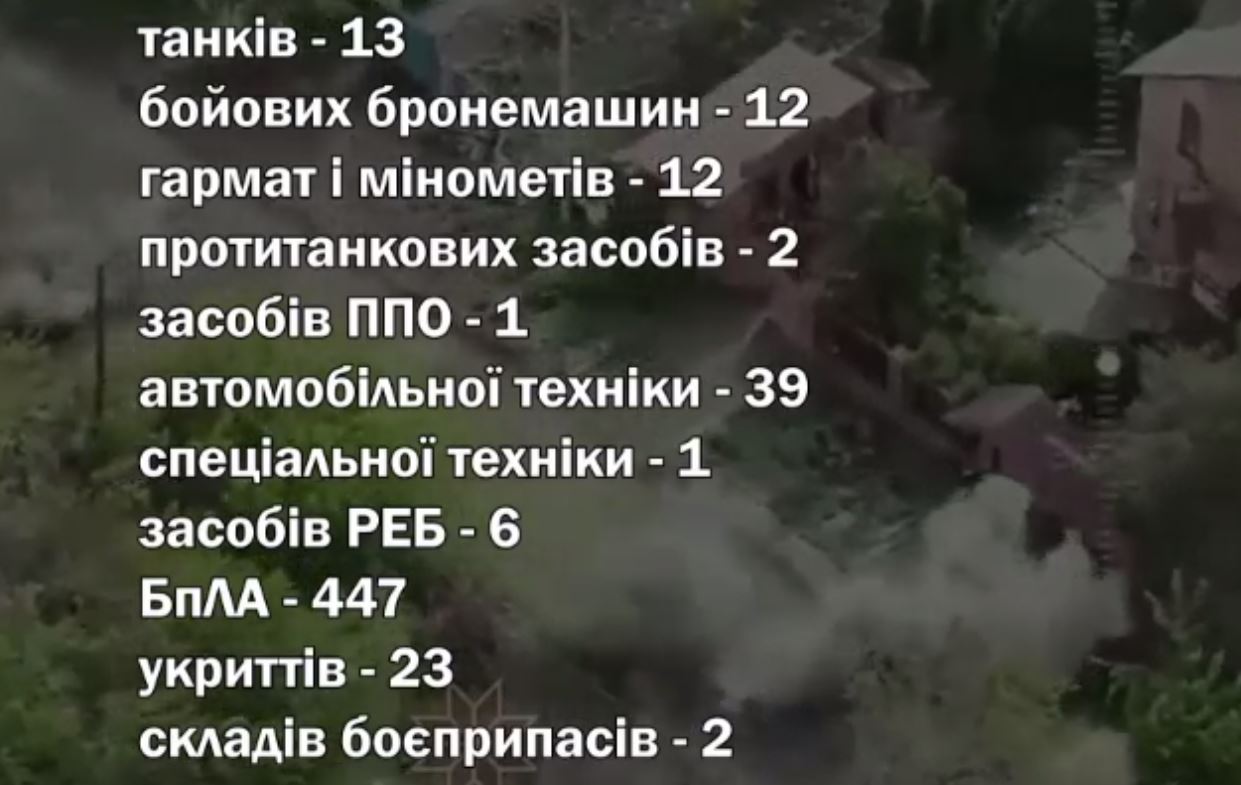 танків - 13
бойових бронемашин - 12
гармат і мінометів - 12
протитанкових засобів - 2
засобів ППО - 1
автомобільної техніки - 39
спеціальної техніки - 1
засобів РЕБ - 6
БпЛА - 447
укриттів - 23
складів боєприпасів - 2